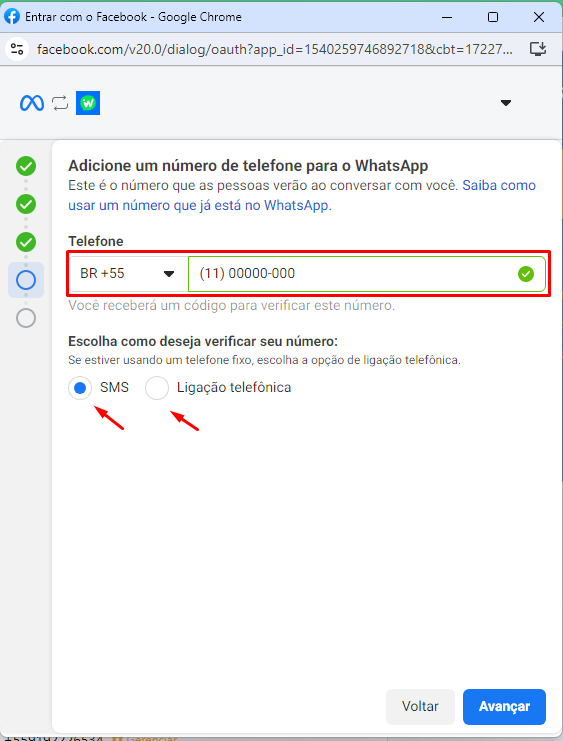 Entrar com o Facebook - Google Chrome
facebook.com/v20.0/dialog/oauth?app_id=1540259746892718&cbt=17227...
Adicione um número de telefone para o WhatsApp
Este é o número que as pessoas verão ao conversar com você. Saiba como
usar um número que já está no WhatsApp.
Telefone
BR +55 (11) 00000-000
Você receberá um código para verificar este número.
Escolha como deseja verificar seu número:
Se estiver usando um telefone fixo, escolha a opção de ligação telefônica.
SMS Ligação telefônica
Voltar Avançar
Gerenciar